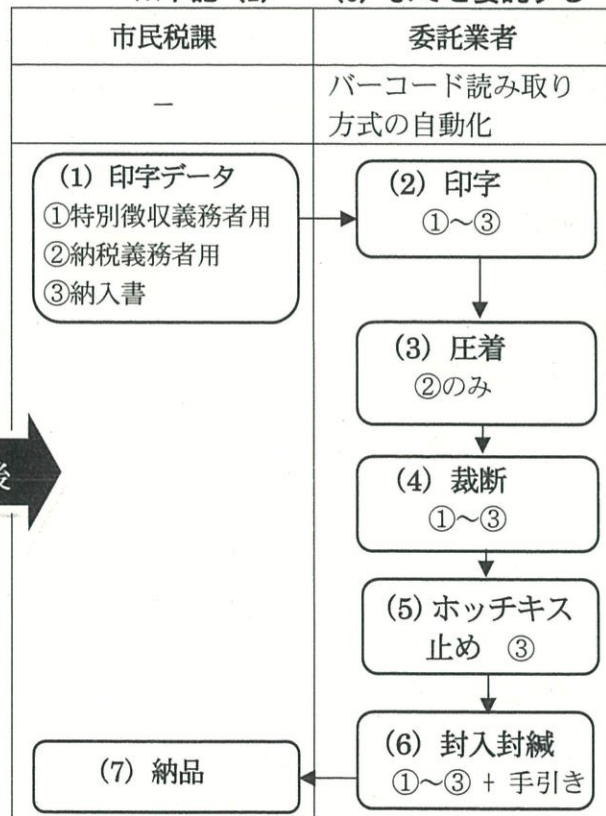 市民税課 委託業者
－ バーコード読み取り
方式の自動化
(1) 印字データ
①特別徴収義務者用
②納税義務者用
③納入書
(2) 印字
①～③
(3) 圧着
②のみ
後
(4) 裁断
①～③
(5) ホッチキス
止め ③
(6) 封入封緘
①～③ + 手引き
(7) 納品